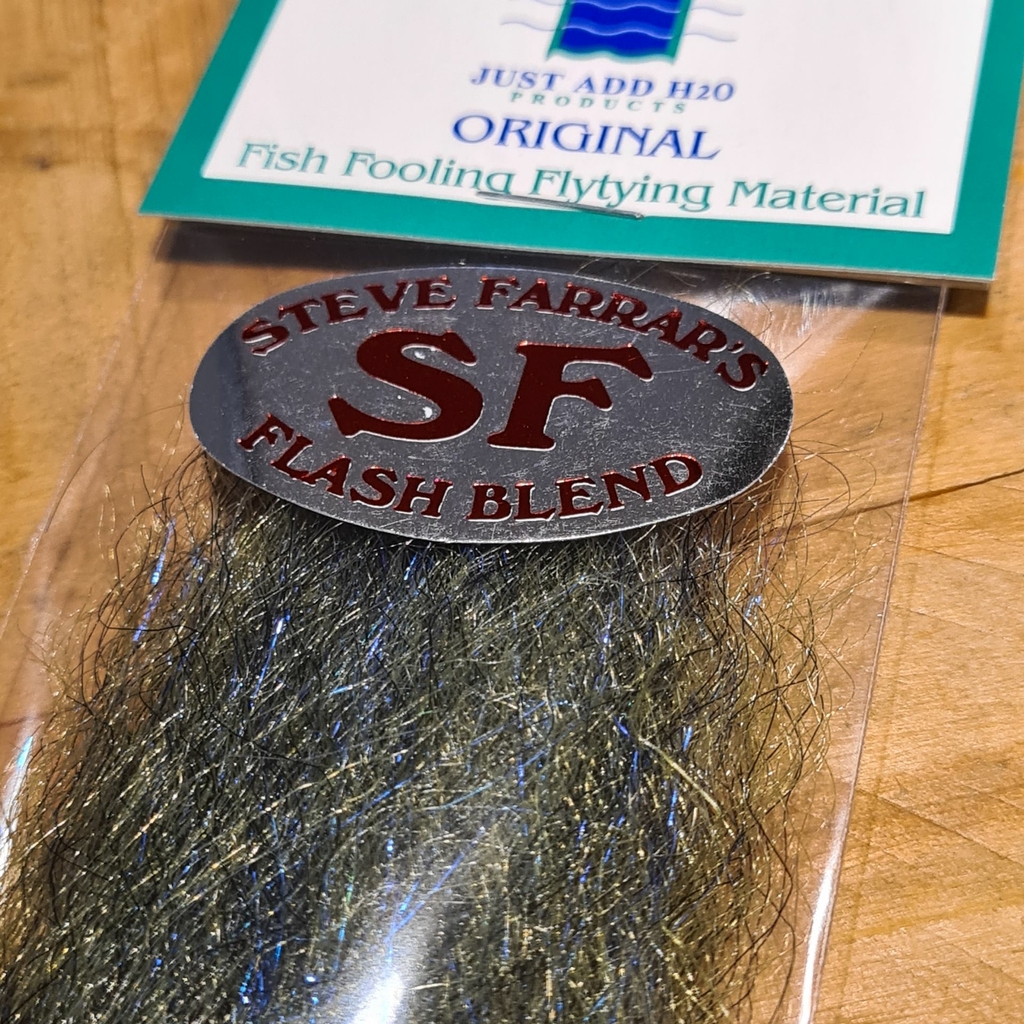 JUST ADD H2O
PRODUCTS
ORIGINAL
Fish Fooling Flytying Material
STEVE FARRAR'S
SF
FLASH BLEND